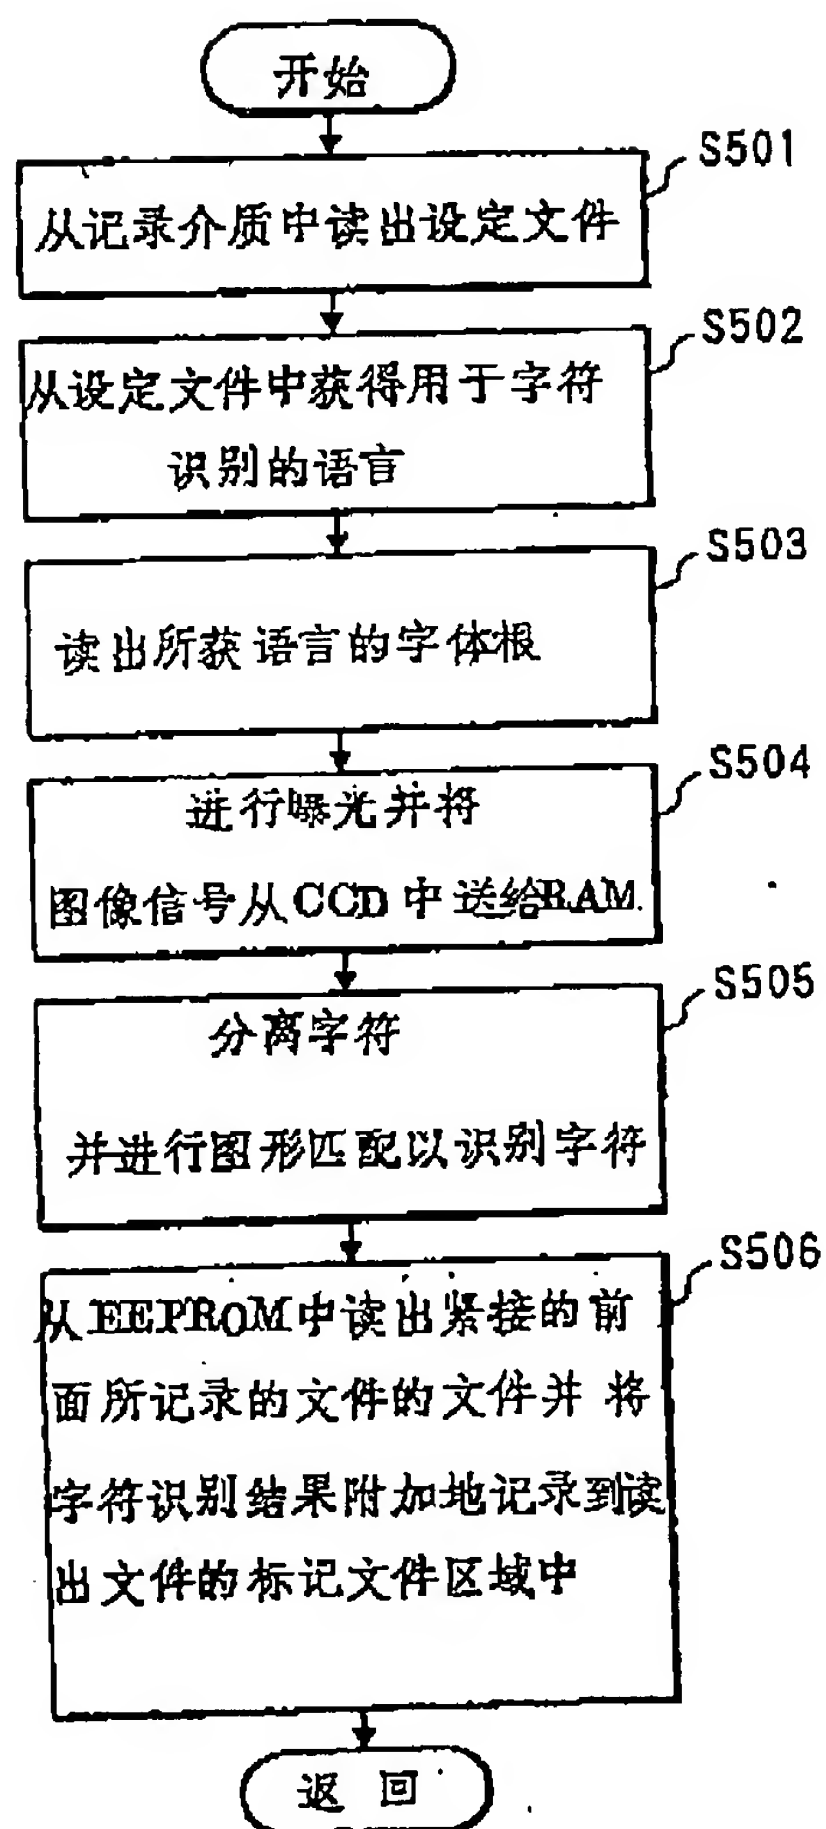 开始
S501
从记录介质中读出设定文件
S502
从设定文件中获得用于字符
识别的语言
S503
读出所获语言的字体根
S504
进行曝光并将
图像信号从CCD中送给RAM
S505
分离字符
并进行图形匹配以识别字符
S506
从EEPROM中读出紧接的前
面所记录的文件的文件并将
字符识别结果附加地记录到读
出文件的标记文件区域中
返回